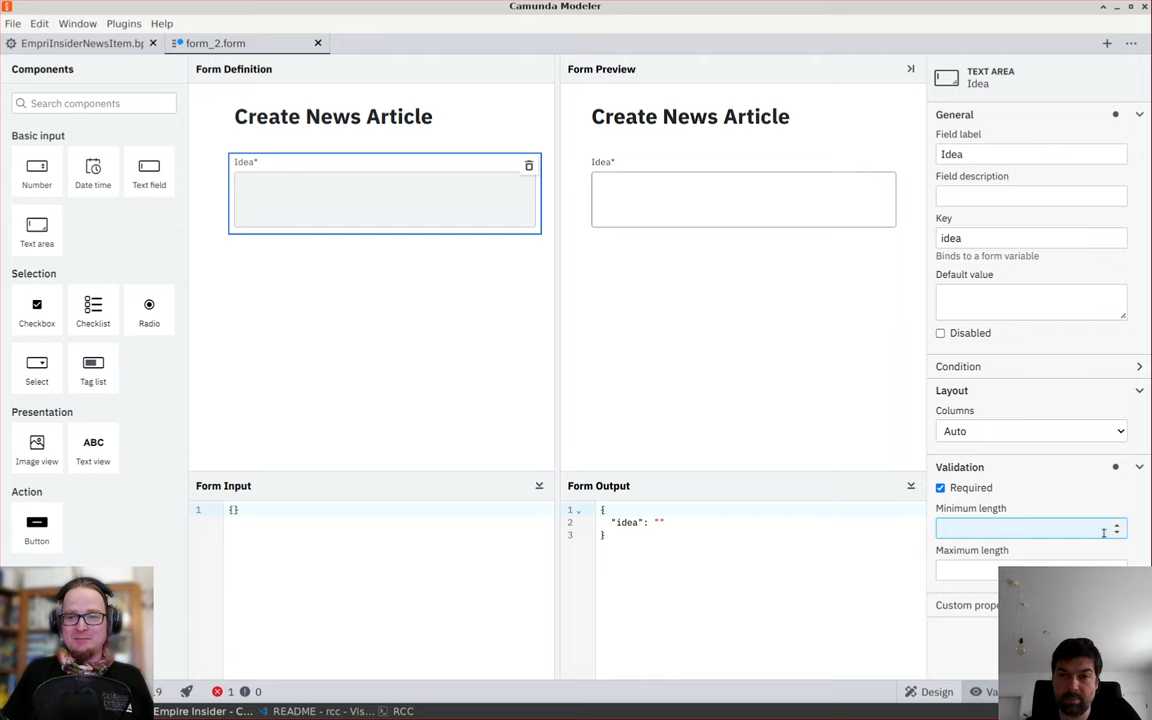 Camunda Modeler
File Edit Window Plugins Help
EmpriInsiderNewsItem.bp
form_2.form
Components
Search components
Basic input
Number
Date time
Text field
Text area
Selection
Checkbox
Checklist
Radio
Select
Tag list
Presentation
Image view
ABC
Text view
Action
Button
Form Definition
Create News Article
Idea*
Form Input
1 {}
Form Preview
Create News Article
Idea*
Form Output
1 {
2 "idea": ""
3 }
TEXT AREA
Idea
General
Field label
Idea
Field description
Key
idea
Binds to a form variable
Default value
Disabled
Condition
Layout
Columns
Auto
Validation
Required
Minimum length
Maximum length
Custom prope
.9
1
0
Design
Va
Empire Insider - C...
README - rcc - Vis...
RCC